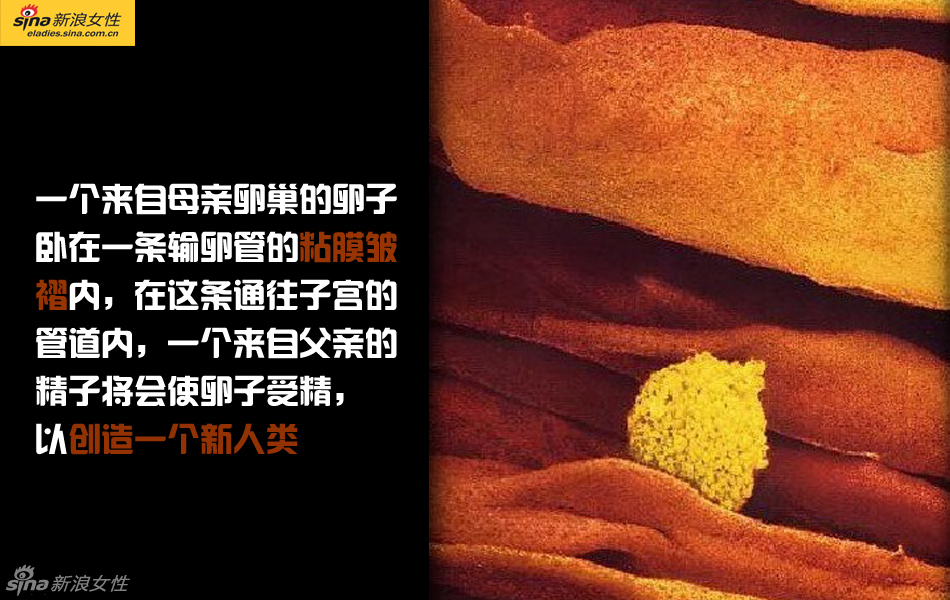 sina新浪女性
eladies.sina.com.cn
一个来自母亲卵巢的卵子
卧在一条输卵管的粘膜皱
褶内，在这条通往子宫的
管道内，一个来自父亲的
精子将会使卵子受精，
以创造一个新人类
sina新浪女性